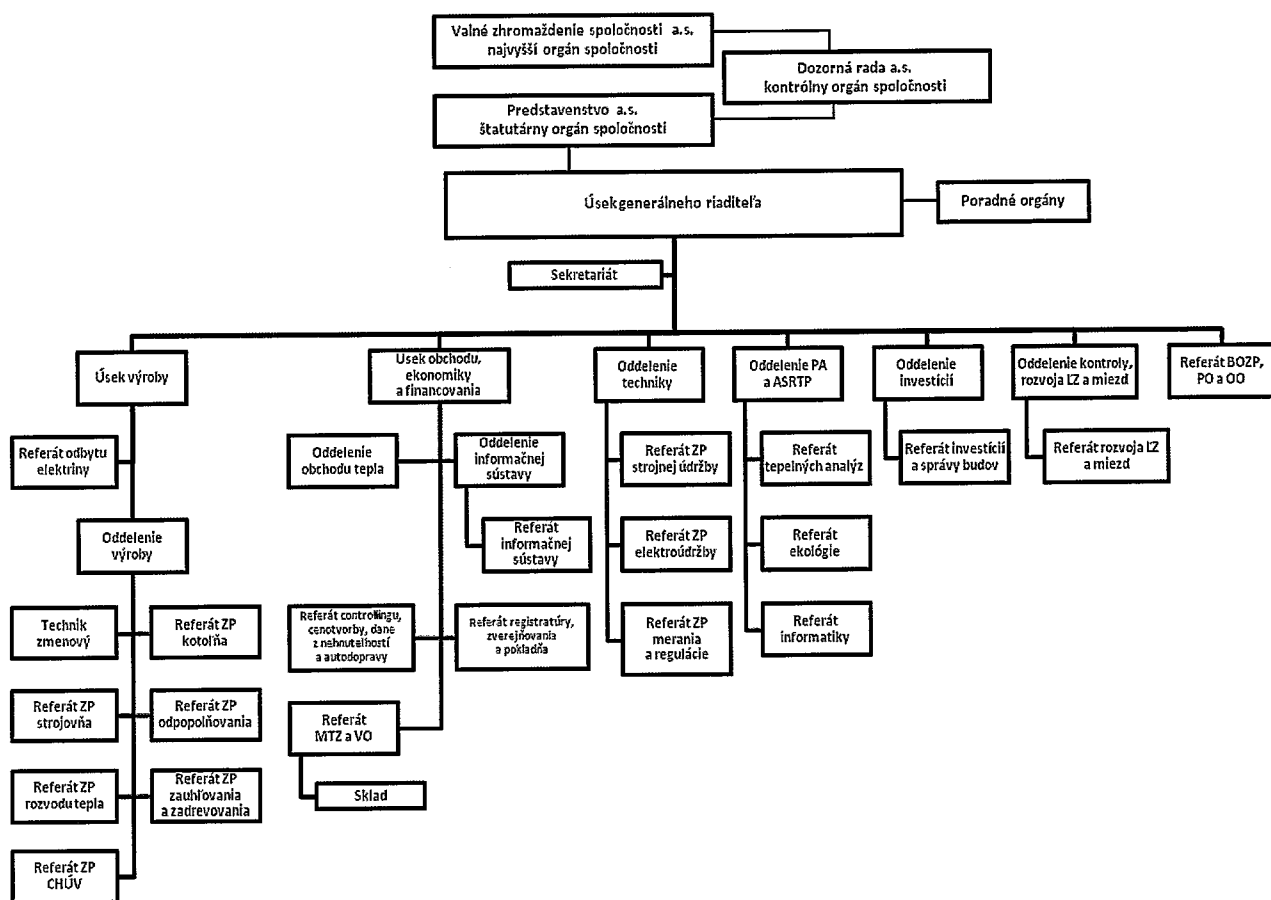 Valné zhromaždenie spoločnosti a.s.
najvyšší orgán spoločnosti
Dozorná rada a.s.
kontrólny orgán spoločnosti
Predstavenstvo a.s.
štatutárny orgán spoločnosti
Úsek generálneho riaditeľa
Poradné orgány
Sekretariát
Úsek výroby
Usek obchodu,
ekonomiky
a financovania
Oddelenie
techniky
Oddelenie PA
a ASRTP
Oddelenie
investícií
Oddelenie kontroly,
rozvoja ĽZ a miezd
Referát BOZP,
PO a OO
Referát odbytu
elektriny
Oddelenie
obchodu tepla
Oddelenie
informačnej
sústavy
Referát ZP
strojnej údržby
Referát
tepelných analýz
Referát investícií
a správy budov
Referát rozvoja ĽZ
a miezd
Oddelenie
výroby
Referát
informačnej
sústavy
Referát ZP
elektroúdržby
Referát
ekológie
Technik
zmenový
Referát ZP
kotoľňa
Referát controllingu,
cenotvorby, dane
z nehnuteľností
a autodopravy
Referát registratúry,
zverejňovania
a pokladňa
Referát ZP
merania
a regulácie
Referát
informatiky
Referát ZP
strojovňa
Referát ZP
odpopolňovania
Referát
MTZ a VO
Referát ZP
rozvodu tepla
Referát ZP
zauhľovania
a zadrevovania
Sklad
Referát ZP
CHÚV